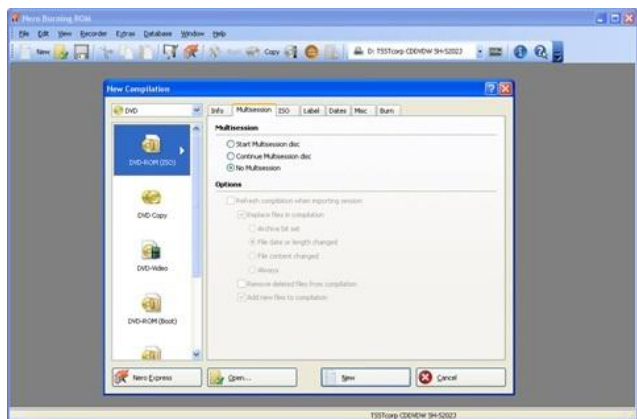 Nero Burning ROM
File Edit View Recorder Extras Database Window Help
New Copy D: TSSTcorp CDDVDW SH-S2023
New Compilation
DVD
Info Multisession ISO Label Dates Misc Burn
Multisession
Start Multisession disc
Continue Multisession disc
No Multisession
Options
Refresh compilation when importing session
Replace files in compilation
Archive bit set
File date or length changed
File content changed
Always
Remove deleted files from compilation
Add new files to compilation
DVD-ROM (ISO)
DVD-Copy
DVD-Video
DVD-ROM (Boot)
Nero Express Open... New Cancel
TSSTcorp CDDVDW SH-S2023